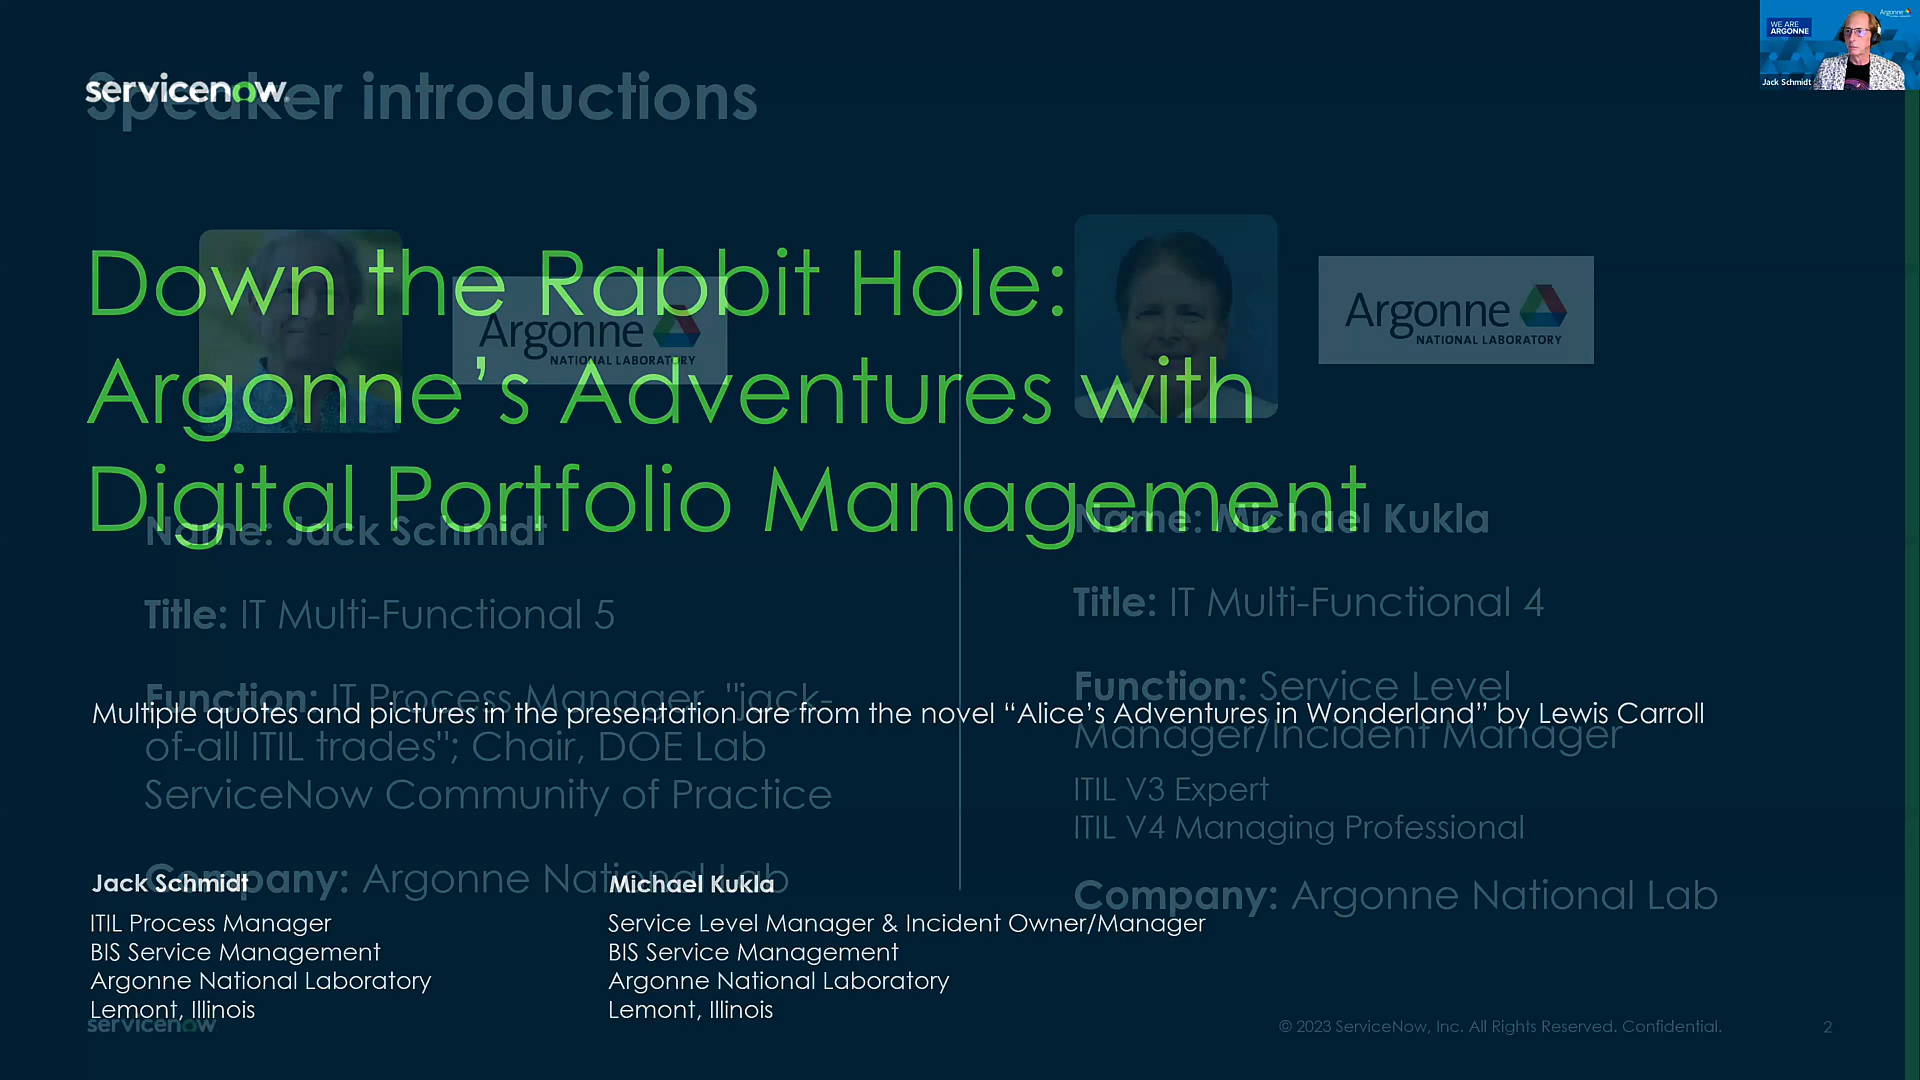 WE ARE
ARGONNE
Argonne
Jack Schmidt
servicenow
Speaker introductions
Down the Rabbit Hole:
Argonne's Adventures with
Digital Portfolio Management
Argonne
NATIONAL LABORATORY
Argonne
NATIONAL LABORATORY
Name: Jack Schmidt
Title: IT Multi-Functional 5
Function: IT Process Manager, "jack-
of-all ITIL trades"; Chair, DOE Lab
ServiceNow Community of Practice
Company: Argonne National Lab
Name: Michael Kukla
Title: IT Multi-Functional 4
Function: Service Level
Manager/Incident Manager
ITIL V3 Expert
ITIL V4 Managing Professional
Company: Argonne National Lab
Multiple quotes and pictures in the presentation are from the novel “Alice’s Adventures in Wonderland” by Lewis Carroll
Jack Schmidt
ITIL Process Manager
BIS Service Management
Argonne National Laboratory
Lemont, Illinois
Michael Kukla
Service Level Manager & Incident Owner/Manager
BIS Service Management
Argonne National Laboratory
Lemont, Illinois
servicenow
© 2023 ServiceNow, Inc. All Rights Reserved. Confidential.
2